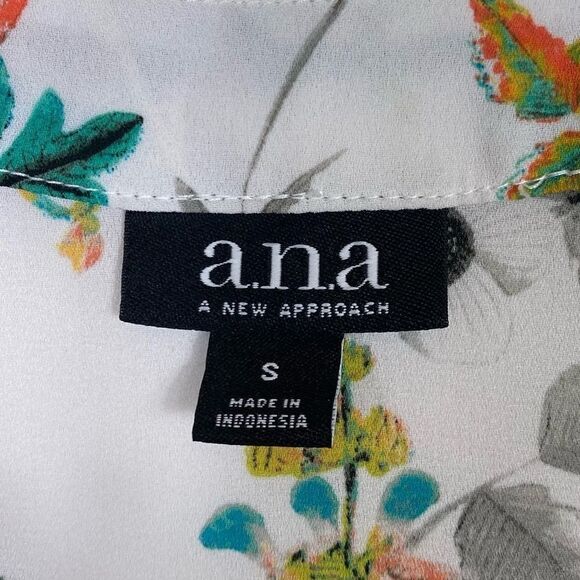 a.n.a
A NEW APPROACH
S
MADE IN
INDONESIA